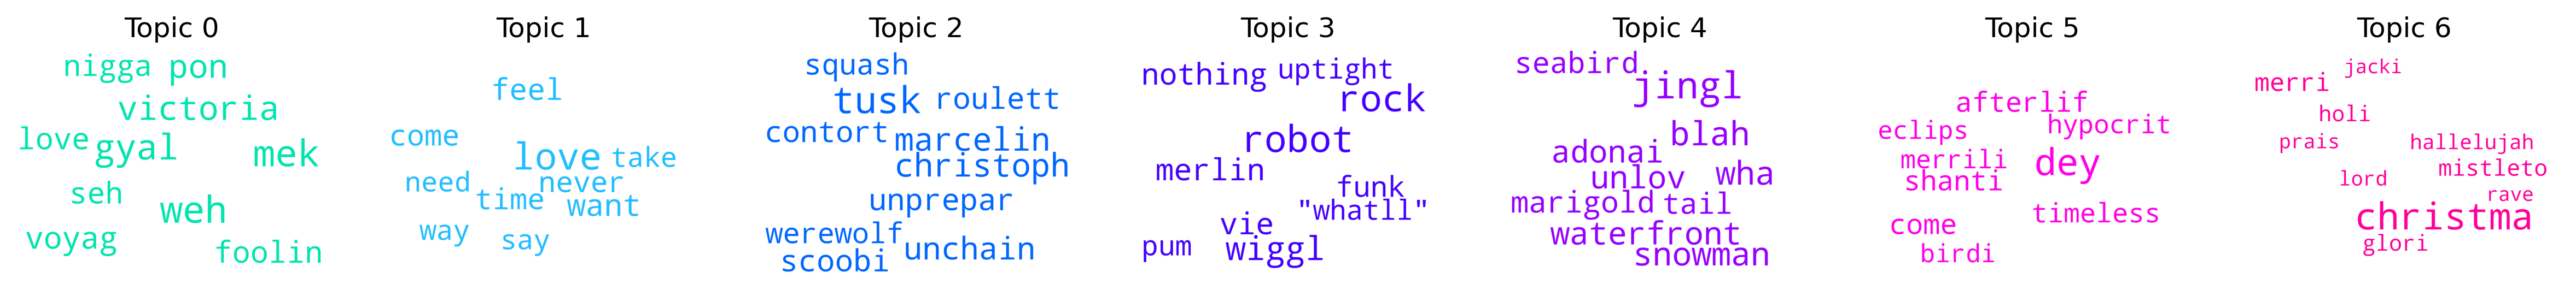 Topic 0
nigga pon
victoria
love gyal mek
seh
weh
voyag
foolin
Topic 1
feel
come
love take
need never
time want
way say
Topic 2
squash
tusk roulett
contort marcelin
christoph
unprepar
werewolf
unchain
scoobi
Topic 3
nothing uptight
rock
robot
merlin
funk
"whatll"
vie
pum wiggl
Topic 4
seabird
jingl
blah
adonai
unlov wha
marigold tail
waterfront
snowman
Topic 5
afterlif
eclips hypocrit
merrili dey
shanti
come timeless
birdi
Topic 6
jacki
merri
holi
prais hallelujah
mistleto
lord
rave
christma
glori